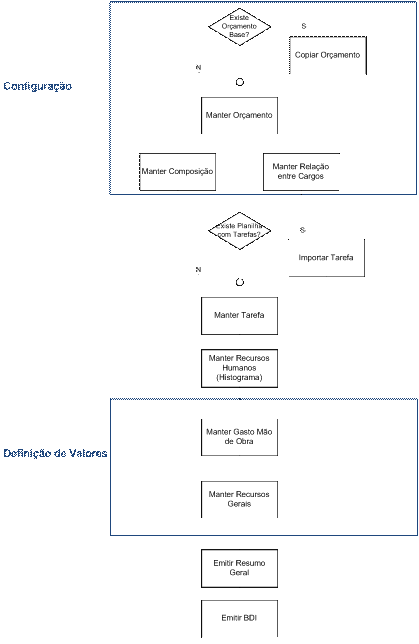 Existe
Orçamento
Base?
S
Copiar Orçamento
N
Configuração
Manter Orçamento
Manter Composição
Manter Relação
entre Cargos
Existe Planilha
com Tarefas?
S
Importar Tarefa
N
Manter Tarefa
Manter Recursos
Humanos
(Histograma)
Manter Gasto Mão
de Obra
Definição de Valores
Manter Recursos
Gerais
Emitir Resumo
Geral
Emitir BDI